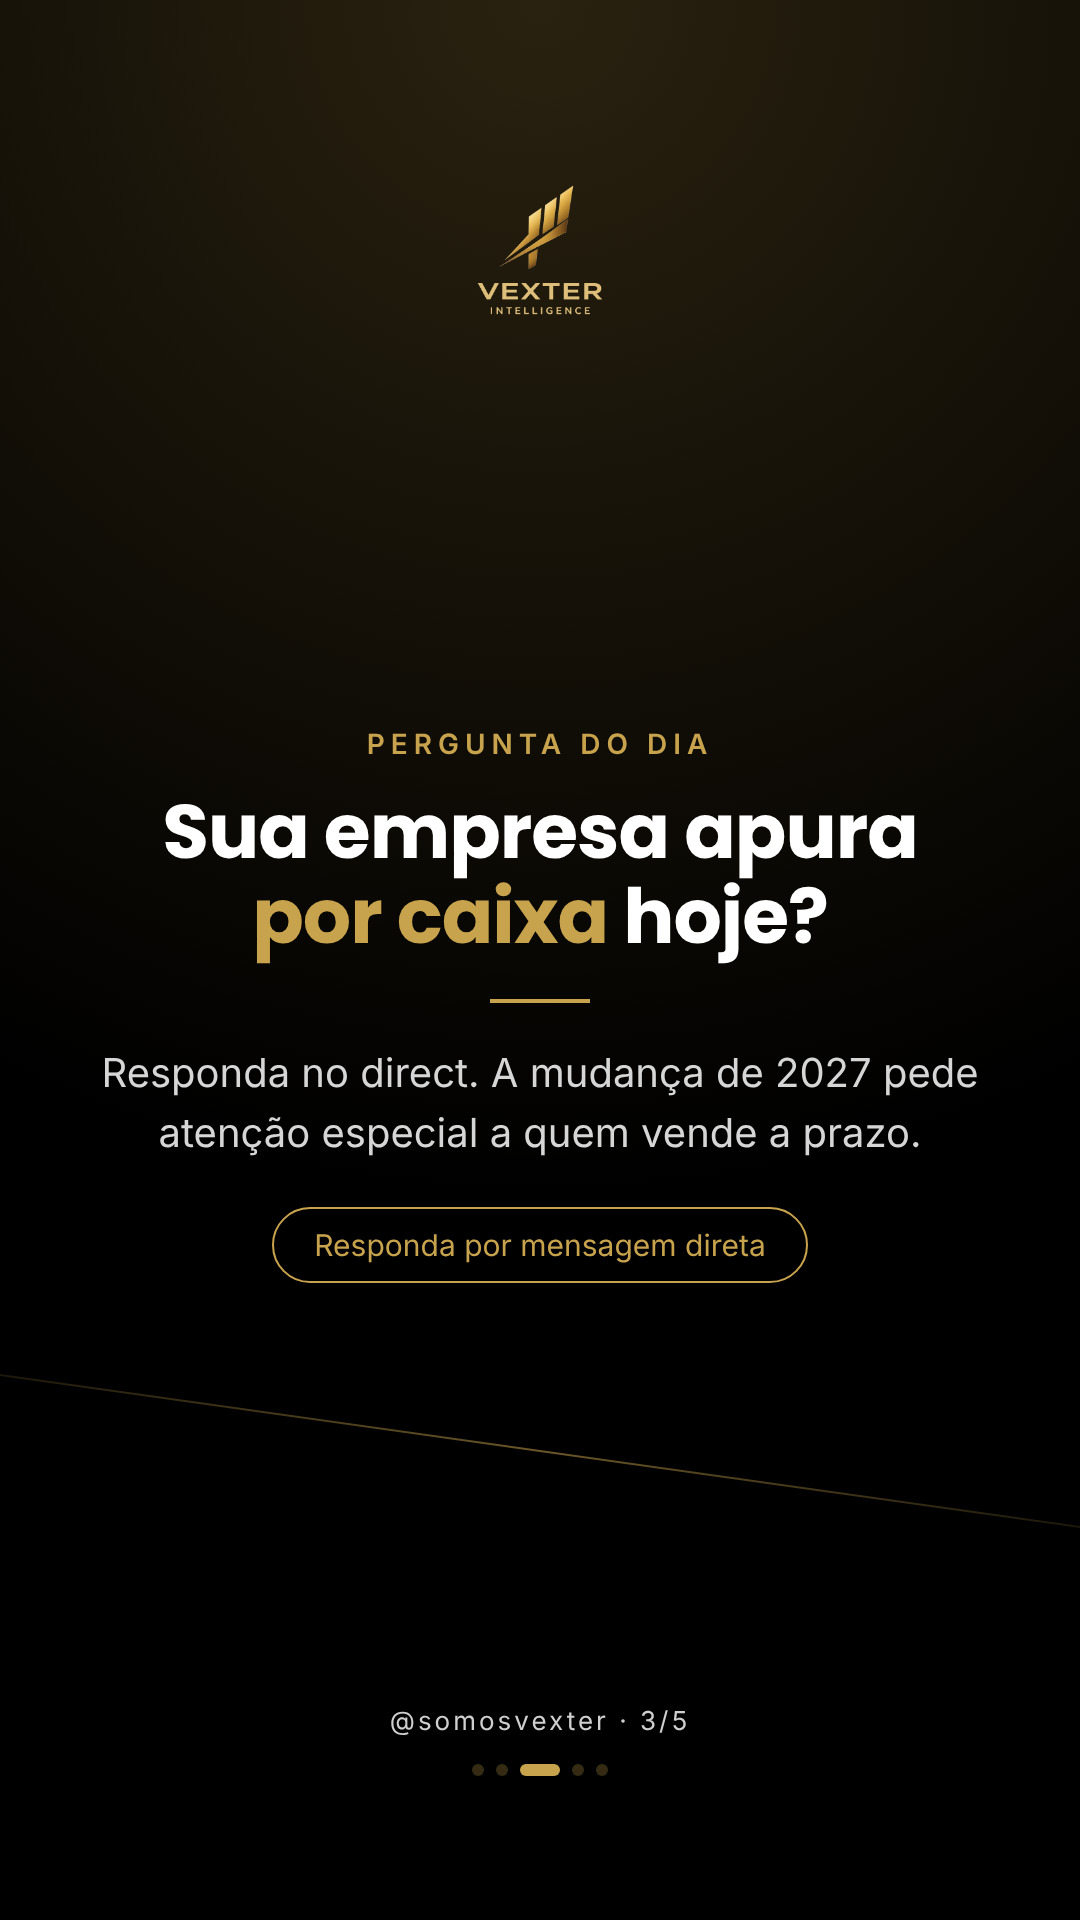 VEXTER
INTELLIGENCE
PERGUNTA DO DIA
Sua empresa apura
por caixa hoje?
Responda no direct. A mudança de 2027 pede
atenção especial a quem vende a prazo.
Responda por mensagem direta
@somosvexter · 3/5